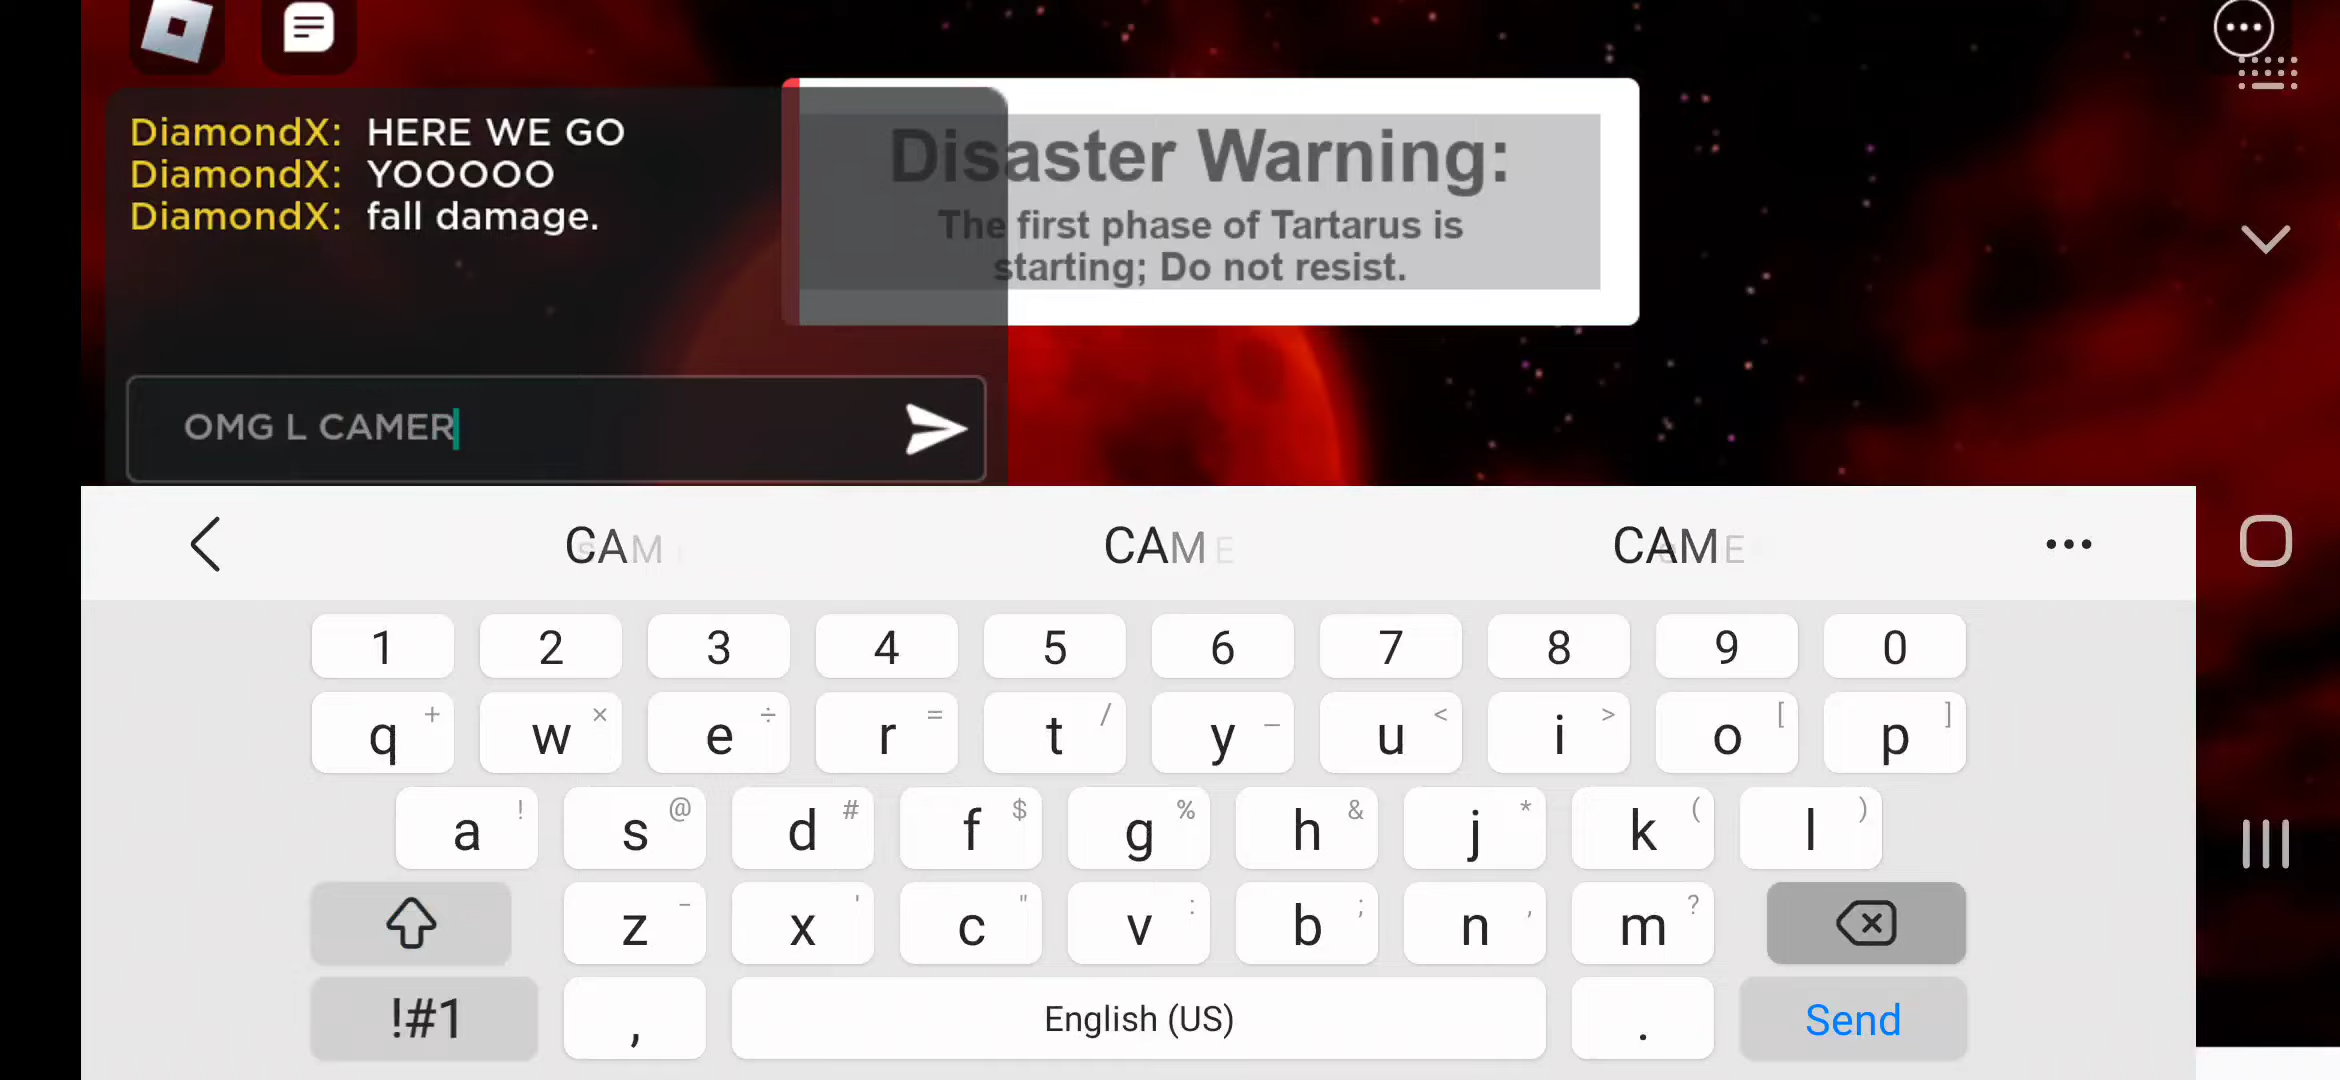 DiamondX: HERE WE GO
DiamondX: YOOOOO
DiamondX: fall damage.
Disaster Warning:
The first phase of Tartarus is
starting; Do not resist.
OMG L CAMER
CAM CAME CAME
1 2 3 4 5 6 7 8 9 0
q + w × e ÷ r = t / y _ u < i > o [ p ]
a ! s @ d # f $ g % h & j * k ( l )
z - x ' c " v : b ; n , m ?
!#1 , English (US) . Send